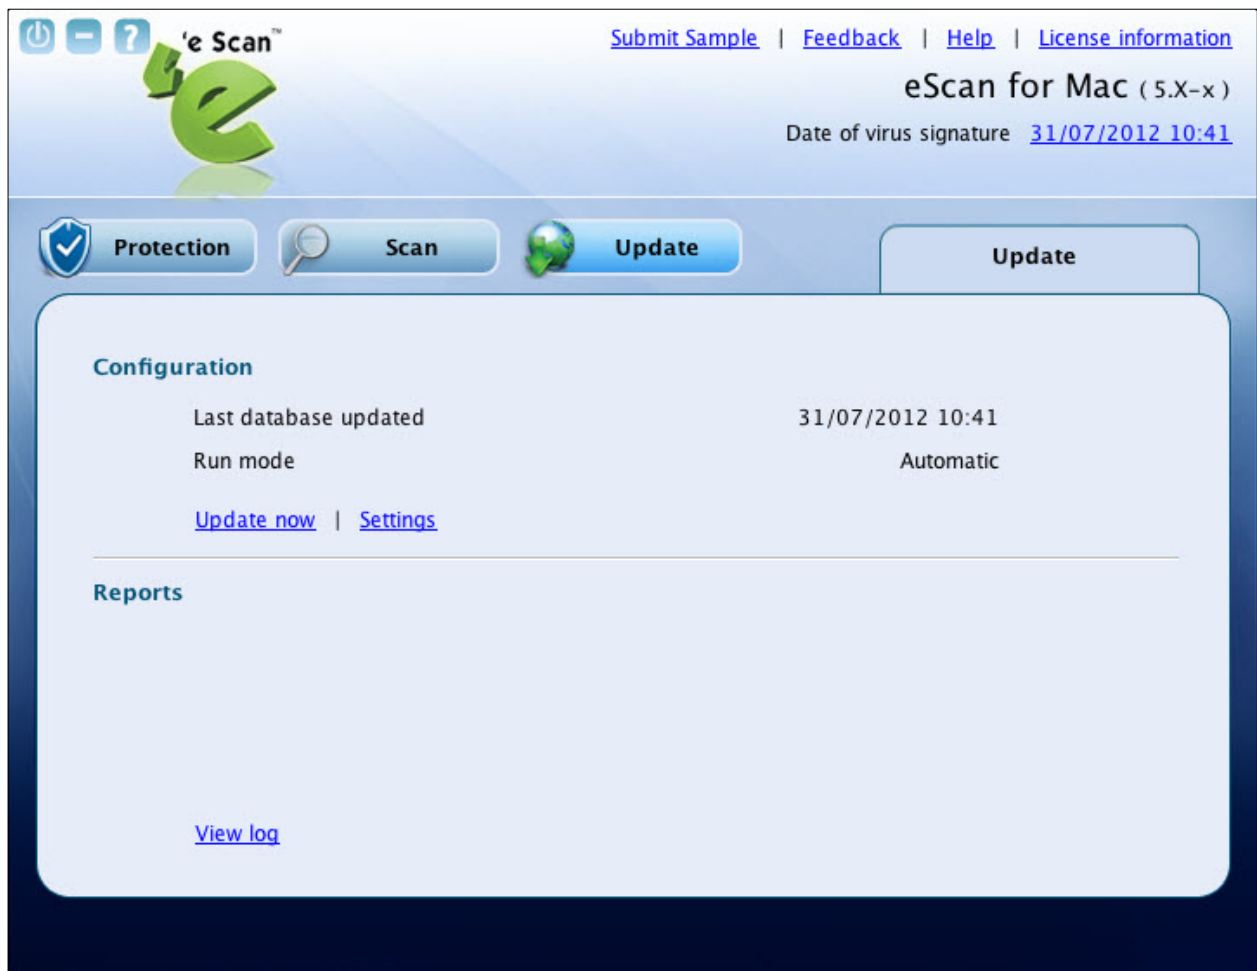 ?
'e Scan™
Submit Sample | Feedback | Help | License information
eScan for Mac ( 5.X-x )
Date of virus signature 31/07/2012 10:41
Protection Scan Update Update
Configuration
Last database updated 31/07/2012 10:41
Run mode Automatic
Update now | Settings
Reports
View log